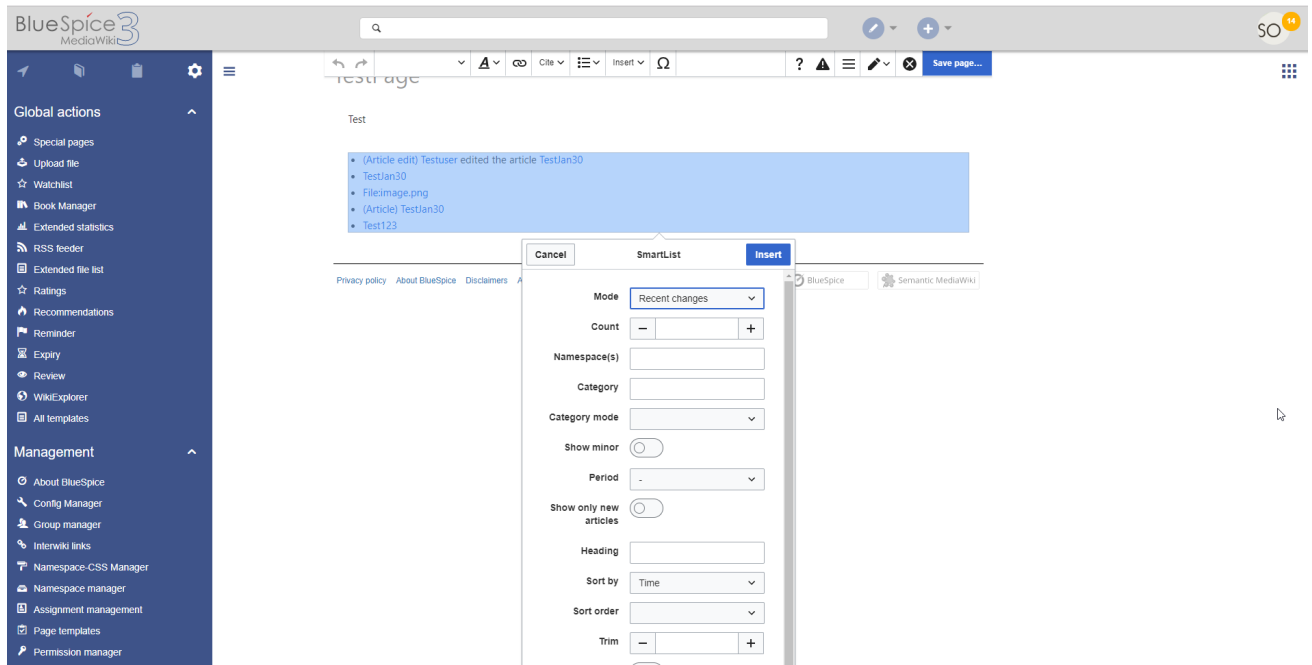 BlueSpice 3
MediaWiki
SO
14
Cite
Insert
Ω
?
Save page...
TestPage
Test
(Article edit) Testuser edited the article TestJan30
TestJan30
File:image.png
(Article) TestJan30
Test123
Global actions
Special pages
Upload file
Watchlist
Book Manager
Extended statistics
RSS feeder
Extended file list
Ratings
Recommendations
Reminder
Expiry
Review
WikiExplorer
All templates
Management
About BlueSpice
Config Manager
Group manager
Interwiki links
Namespace-CSS Manager
Namespace manager
Assignment management
Page templates
Permission manager
Privacy policy About BlueSpice Disclaimers
BlueSpice
Semantic MediaWiki
Cancel SmartList Insert
Mode Recent changes
Count − +
Namespace(s)
Category
Category mode
Show minor
Period -
Show only new
articles
Heading
Sort by Time
Sort order
Trim − +